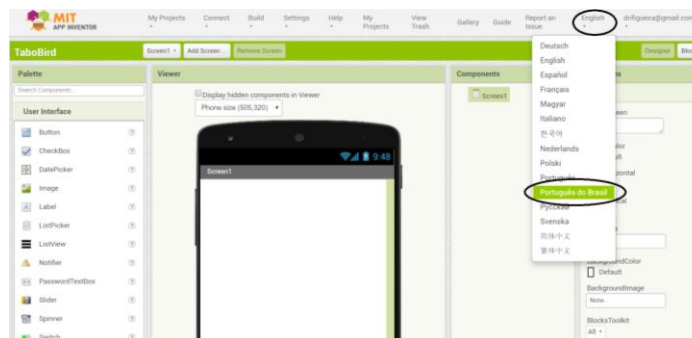 MIT
APP INVENTOR
My Projects
Connect
Build
Settings
Help
My Projects
View Trash
Gallery
Guide
Report an Issue
English
drifigueira@gmail.com
TaboBird
Screen1
Add Screen ...
Remove Screen
Designer
Palette
Search Components...
User Interface
Button
CheckBox
DatePicker
Image
Label
ListPicker
ListView
Notifier
PasswordTextBox
Slider
Spinner
Switch
Viewer
Display hidden components in Viewer
Phone size (505,320)
9:48
Screen1
Components
Screen1
Deutsch
English
Español
Français
Magyar
Italiano
한국어
Nederlands
Polski
Português
Português do Brasil
Русский
Svenska
简体中文
繁体中文
BackgroundColor
Default
BackgroundImage
None...
BlocksToolkit
All